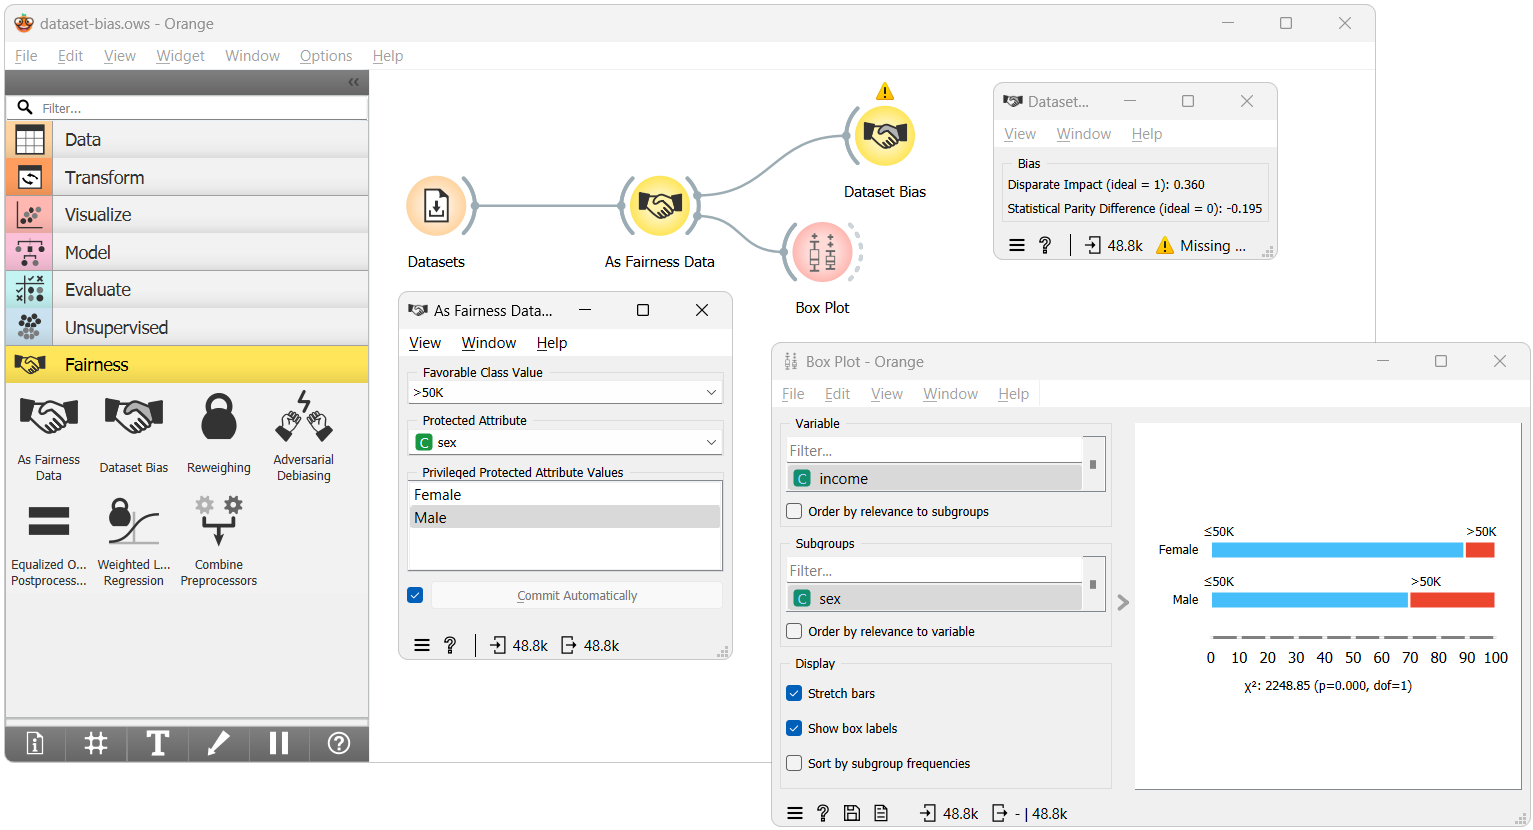 dataset-bias.ows - Orange
File Edit View Widget Window Options Help
Filter...
Data
Transform
Visualize
Model
Evaluate
Unsupervised
Fairness
As Fairness Data
Dataset Bias
Reweighing
Adversarial Debiasing
Equalized O... Postprocess...
Weighted L... Regression
Combine Preprocessors
Datasets
As Fairness Data
Dataset Bias
Box Plot
As Fairness Data...
View Window Help
Favorable Class Value
>50K
Protected Attribute
C sex
Privileged Protected Attribute Values
Female
Male
Commit Automatically
48.8k 48.8k
Dataset...
View Window Help
Bias
Disparate Impact (ideal = 1): 0.360
Statistical Parity Difference (ideal = 0): -0.195
48.8k Missing ...
Box Plot - Orange
File Edit View Window Help
Variable
Filter...
C income
Order by relevance to subgroups
Subgroups
Filter...
C sex
Order by relevance to variable
Display
Stretch bars
Show box labels
Sort by subgroup frequencies
48.8k - | 48.8k
≤50K >50K
Female
≤50K >50K
Male
0 10 20 30 40 50 60 70 80 90 100
χ²: 2248.85 (p=0.000, dof=1)